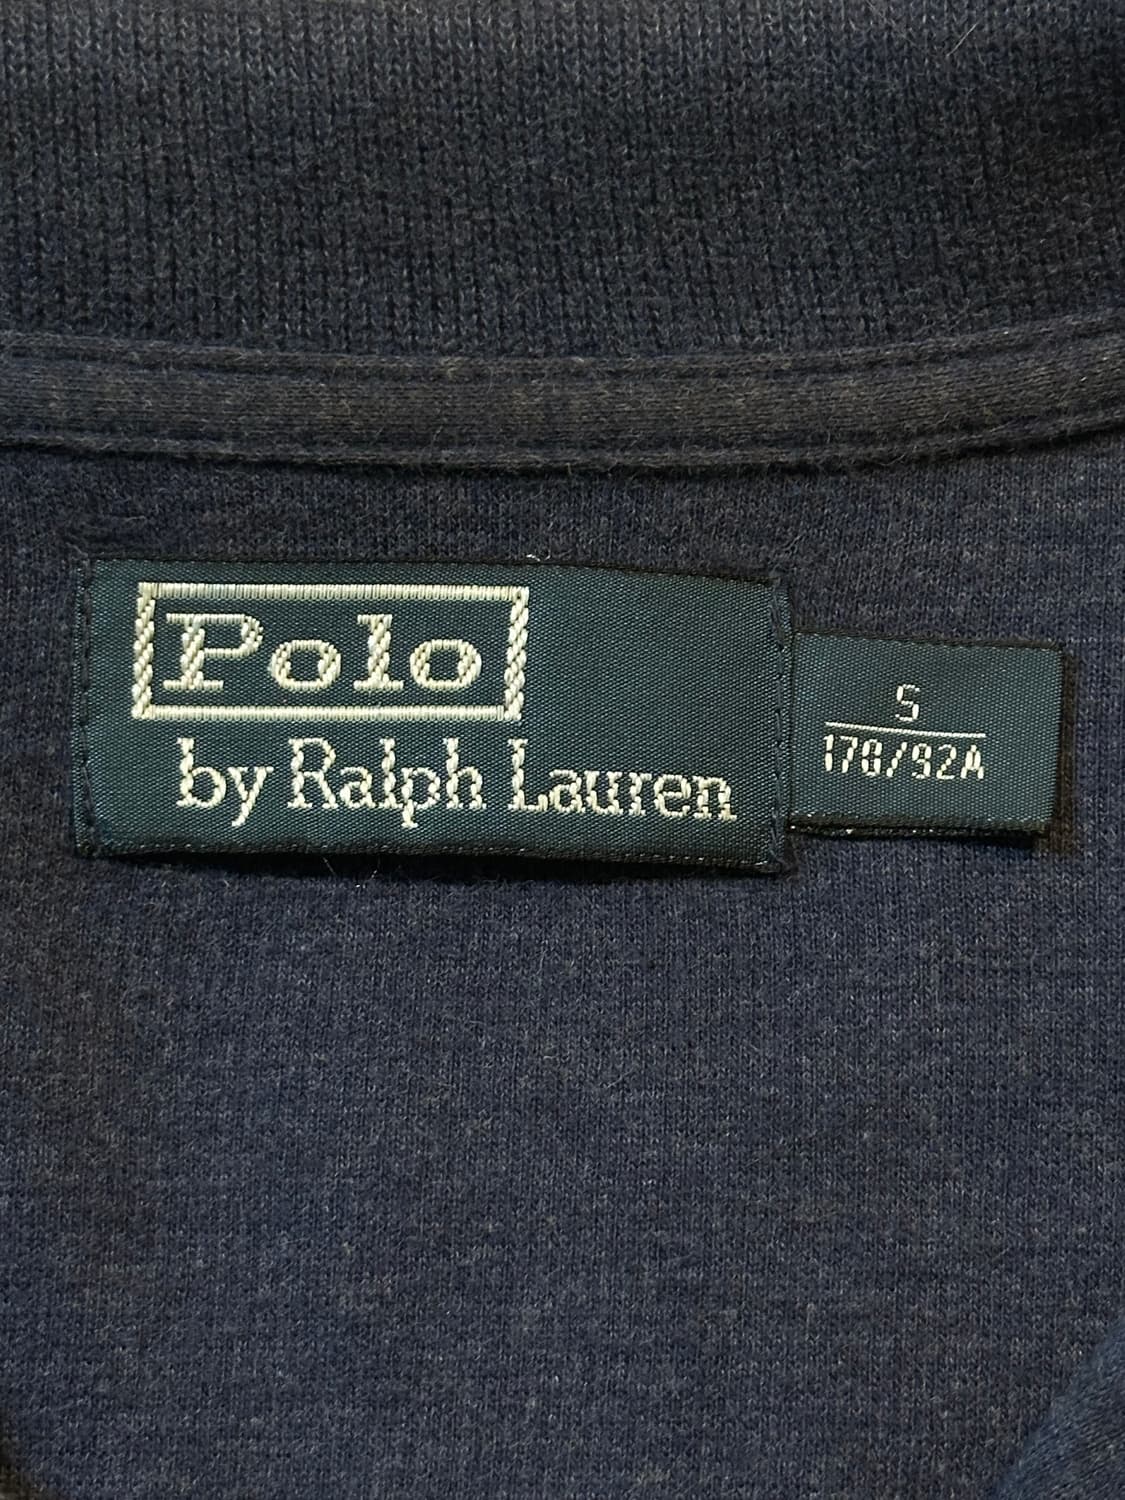 Polo
by Ralph Lauren
S
170/92A